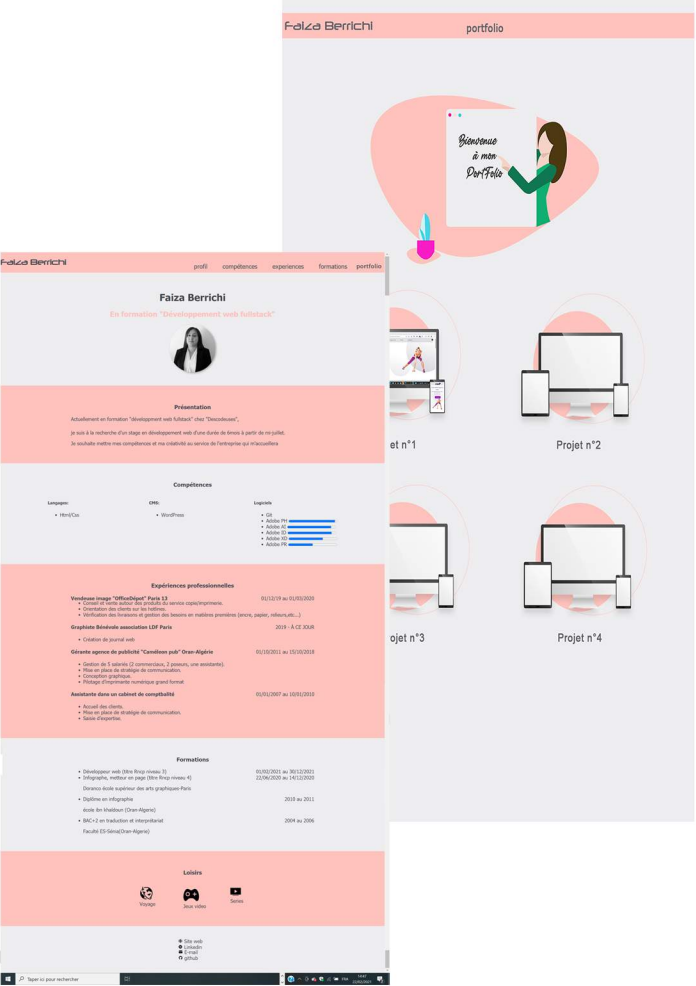 Faiza Berrichi
portfolio
Bienvenue
à mon
PortFolio
Faiza Berrichi
profil compétences experiences formations portfolio
Faiza Berrichi
En formation "Développement web fullstack"
Présentation
Actuellement en formation "développement web fullstack" chez "Descodeuses",
je suis à la recherche d'un stage en développement web d'une durée de 6mois à partir de mi-juillet.
Je souhaite mettre mes compétences et ma créativité au service de l'entreprise qui m'accueillera
Compétences
Langages: CMS: Logiciels
Html/Css WordPress
Git
Adobe PH
Adobe AI
Adobe ID
Adobe XD
Adobe PR
Expériences professionnelles
Vendeuse image "OfficeDépot" Paris 13 01/12/19 au 01/03/2020
Conseil et vente autour des produits du service copie/imprimerie.
Orientation des clients sur les hotlines.
Vérification des livraisons et gestion des besoins en matières premières (encre, papier, relieurs,etc...)
Graphiste Bénévole association LDF Paris 2019 - À CE JOUR
Création de journal web
Gérante agence de publicité "Caméleon pub" Oran-Algérie 01/10/2011 au 15/10/2018
Gestion de 5 salariés (2 commerciaux, 2 poseurs, une assistante).
Mise en place de stratégie de communication.
Conception graphique.
Pilotage d'imprimante numérique grand format
Assistante dans un cabinet de comptbalité 01/01/2007 au 10/01/2010
Accueil des clients.
Mise en place de stratégie de communication.
Saisie d'expertise.
Formations
Développeur web (titre Rncp niveau 3) 01/02/2021 au 30/12/2021
Infographe, metteur en page (titre Rncp niveau 4) 22/06/2020 au 14/12/2020
Doranco école supérieur des arts graphiques-Paris
Diplôme en infographie 2010 au 2011
école ibn khaldoun (Oran-Algerie)
BAC+2 en traduction et interprétariat 2004 au 2006
Faculté ES-Sénia(Oran-Algerie)
Loisirs
Voyage Jeux video Series
Site web
Linkedin
E-mail
github
Taper ici pour rechercher
FRA
et n°1
Projet n°2
ojet n°3
Projet n°4